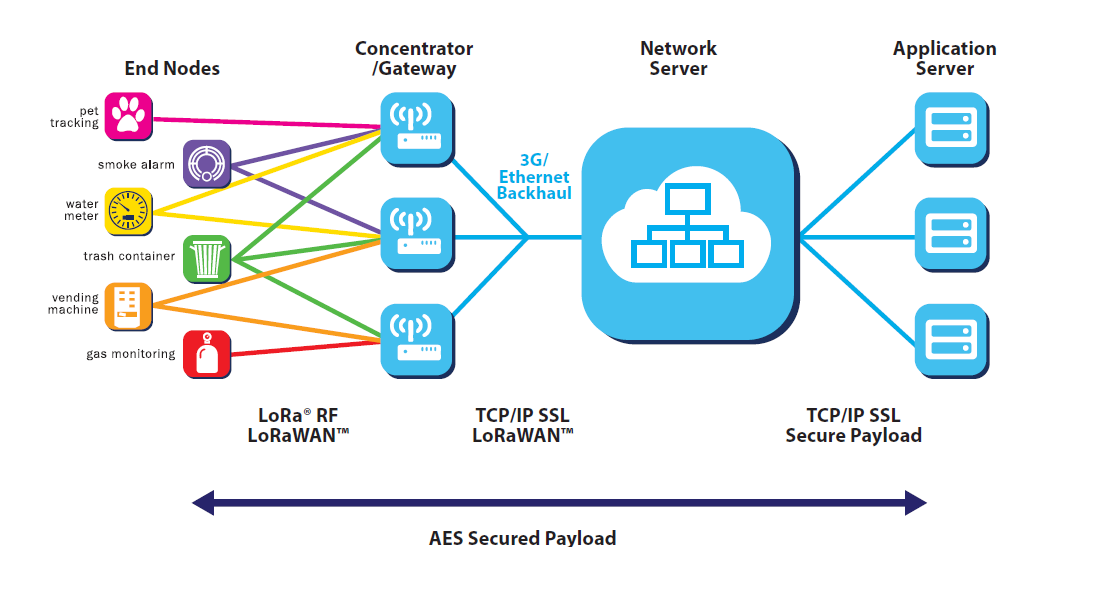 End Nodes
Concentrator
/Gateway
Network
Server
Application
Server
pet
tracking
smoke alarm
water
meter
trash container
vending
machine
gas monitoring
3G/
Ethernet
Backhaul
LoRa® RF
LoRaWAN™
TCP/IP SSL
LoRaWAN™
TCP/IP SSL
Secure Payload
AES Secured Payload